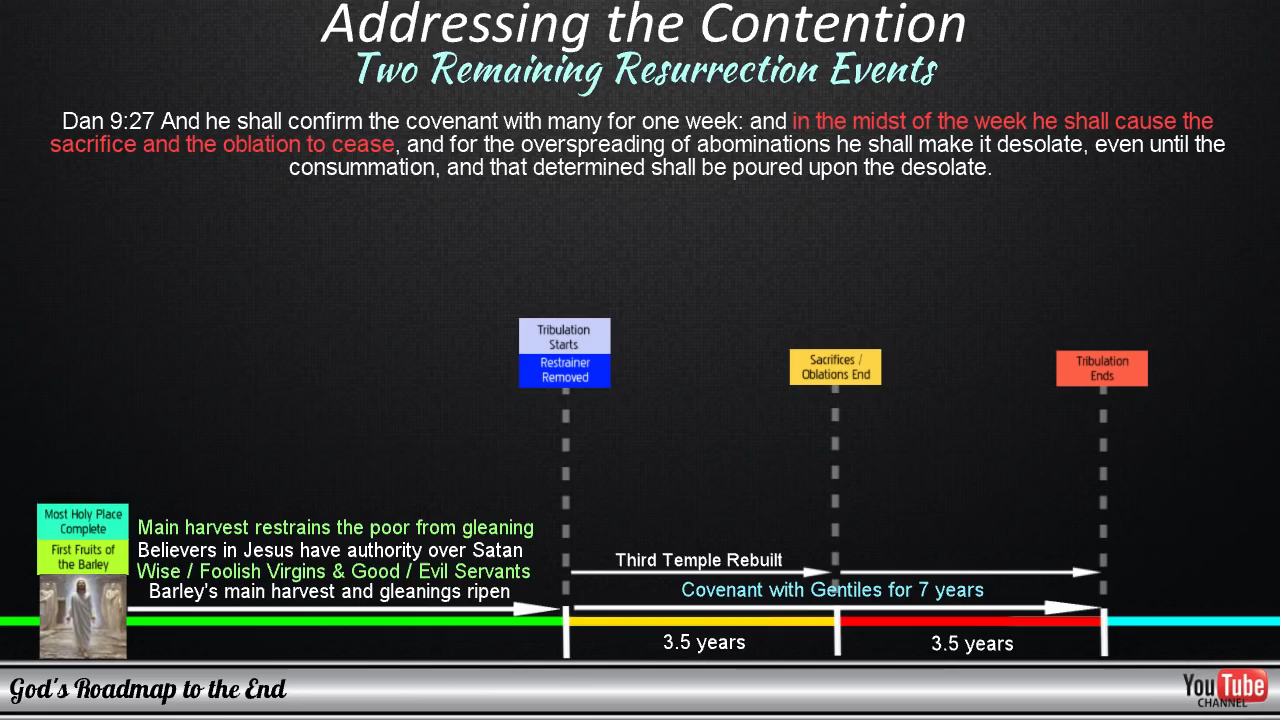 Addressing the Contention
Two Remaining Resurrection Events
Dan 9:27 And he shall confirm the covenant with many for one week: and in the midst of the week he shall cause the
sacrifice and the oblation to cease, and for the overspreading of abominations he shall make it desolate, even until the
consummation, and that determined shall be poured upon the desolate.
Tribulation
Starts
Restrainer
Removed
Sacrifices /
Oblations End
Tribulation
Ends
Most Holy Place
Complete
First Fruits of
the Barley
Main harvest restrains the poor from gleaning
Believers in Jesus have authority over Satan
Wise / Foolish Virgins & Good / Evil Servants
Barley's main harvest and gleanings ripen
Third Temple Rebuilt
Covenant with Gentiles for 7 years
3.5 years
3.5 years
God's Roadmap to the End
YouTube
CHANNEL